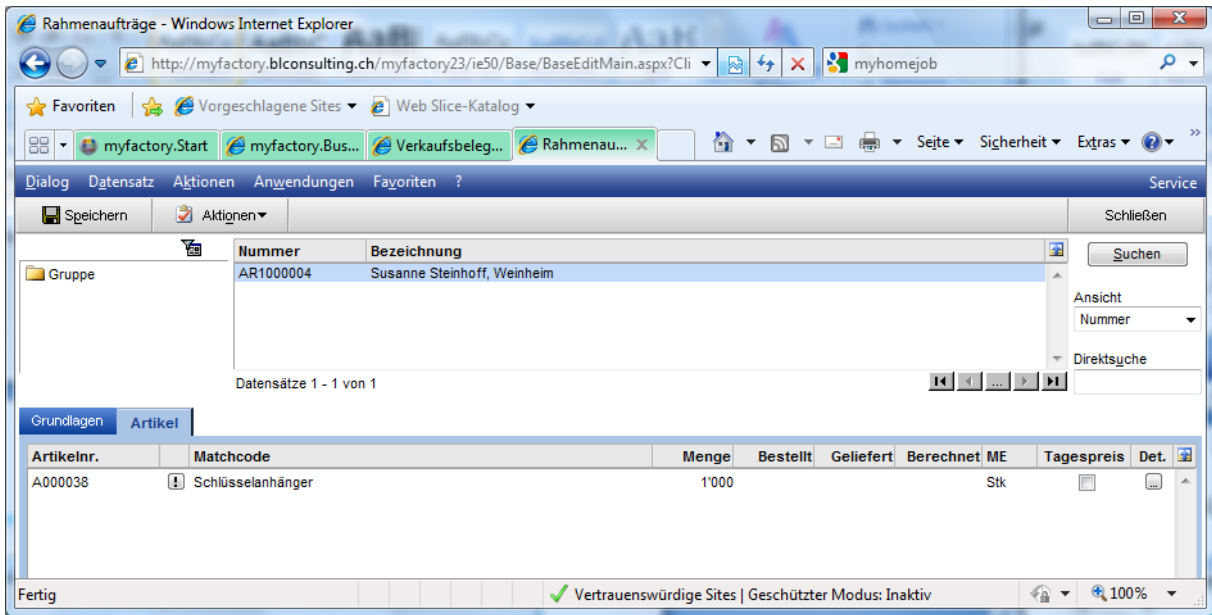 Rahmenaufträge - Windows Internet Explorer
http://myfactory.blconsulting.ch/myfactory23/ie50/Base/BaseEditMain.aspx?Cli myhomejob
Favoriten Vorgeschlagene Sites Web Slice-Katalog
myfactory.Start myfactory.Bus... Verkaufsbeleg... Rahmenau... Seite Sicherheit Extras
Dialog Datensatz Aktionen Anwendungen Favoriten ? Service
Speichern Aktionen Schließen
Nummer Bezeichnung Suchen
Gruppe AR1000004 Susanne Steinhoff, Weinheim
Ansicht
Nummer
Direktsuche
Datensätze 1 - 1 von 1 ...
Grundlagen Artikel
Artikelnr. Matchcode Menge Bestellt Geliefert Berechnet ME Tagespreis Det.
A000038 ! Schlüsselanhänger 1'000 Stk ...
Fertig Vertrauenswürdige Sites | Geschützter Modus: Inaktiv 100%